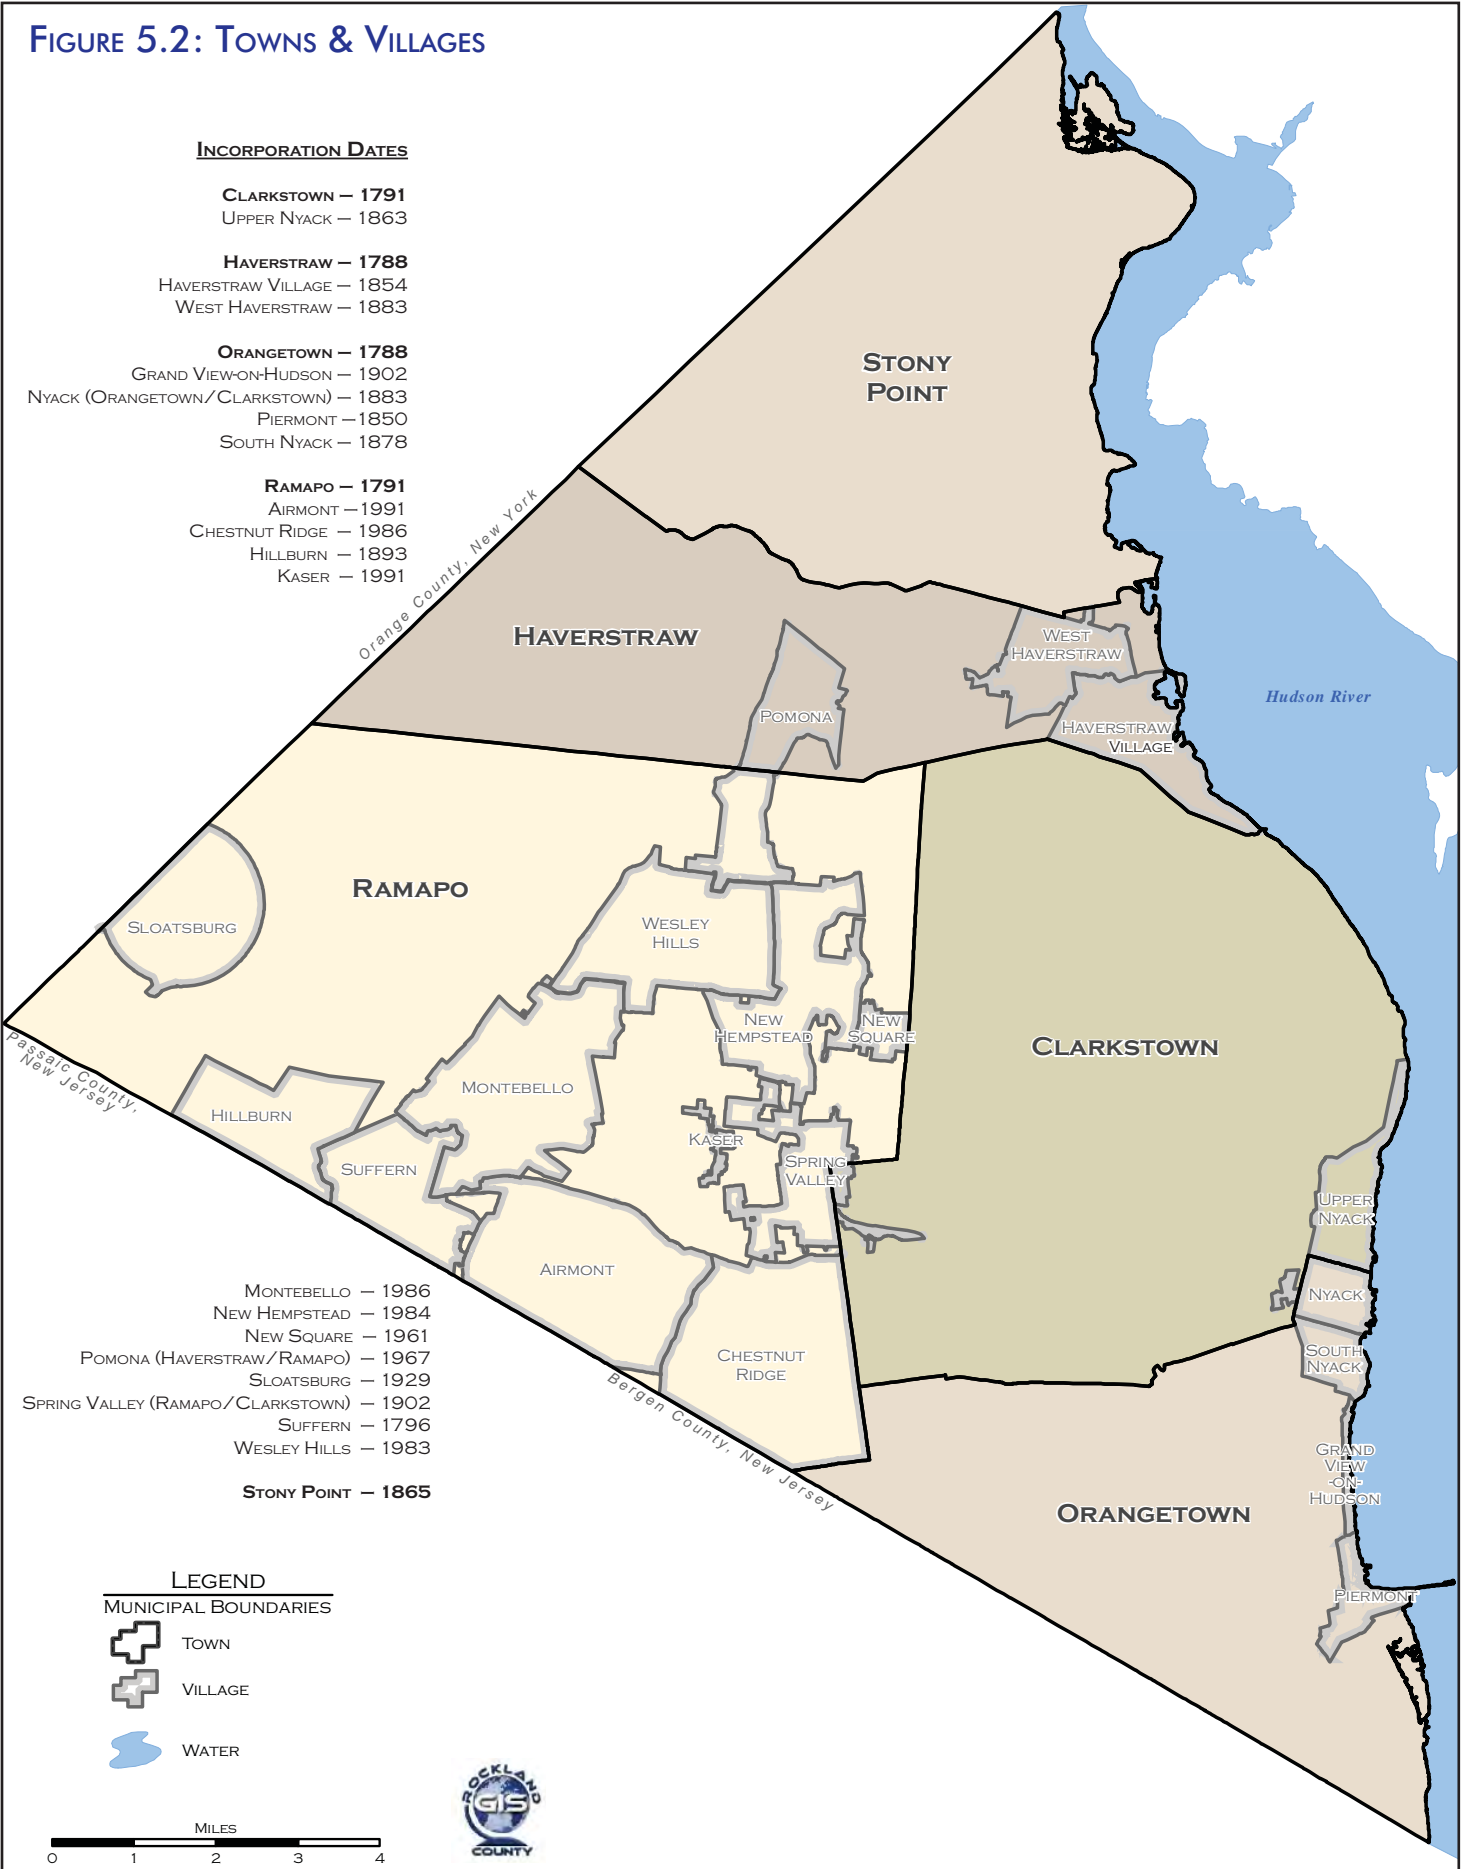 FIGURE 5.2: TOWNS & VILLAGES
INCORPORATION DATES
CLARKSTOWN – 1791
UPPER NYACK – 1863
HAVERSTRAW – 1788
HAVERSTRAW VILLAGE – 1854
WEST HAVERSTRAW – 1883
ORANGETOWN – 1788
GRAND VIEW-ON-HUDSON – 1902
NYACK (ORANGETOWN/CLARKSTOWN) – 1883
PIERMONT –1850
SOUTH NYACK – 1878
RAMAPO – 1791
AIRMONT –1991
CHESTNUT RIDGE – 1986
HILLBURN – 1893
KASER – 1991
MONTEBELLO – 1986
NEW HEMPSTEAD – 1984
NEW SQUARE – 1961
POMONA (HAVERSTRAW/RAMAPO) – 1967
SLOATSBURG – 1929
SPRING VALLEY (RAMAPO/CLARKSTOWN) – 1902
SUFFERN – 1796
WESLEY HILLS – 1983
STONY POINT – 1865
STONY
POINT
Orange County, New York
HAVERSTRAW
WEST
HAVERSTRAW
POMONA
HAVERSTRAW
VILLAGE
Hudson River
RAMAPO
SLOATSBURG
WESLEY
HILLS
NEW
HEMPSTEAD
NEW
SQUARE
CLARKSTOWN
Passaic County,
New Jersey
MONTEBELLO
HILLBURN
KASER
SUFFERN
SPRING
VALLEY
UPPER
NYACK
AIRMONT
NYACK
CHESTNUT
RIDGE
SOUTH
NYACK
Bergen County, New Jersey
GRAND
VIEW
-ON-
HUDSON
ORANGETOWN
PIERMONT
LEGEND
MUNICIPAL BOUNDARIES
TOWN
VILLAGE
WATER
MILES
0 1 2 3 4
ROCKLAND
GIS
COUNTY